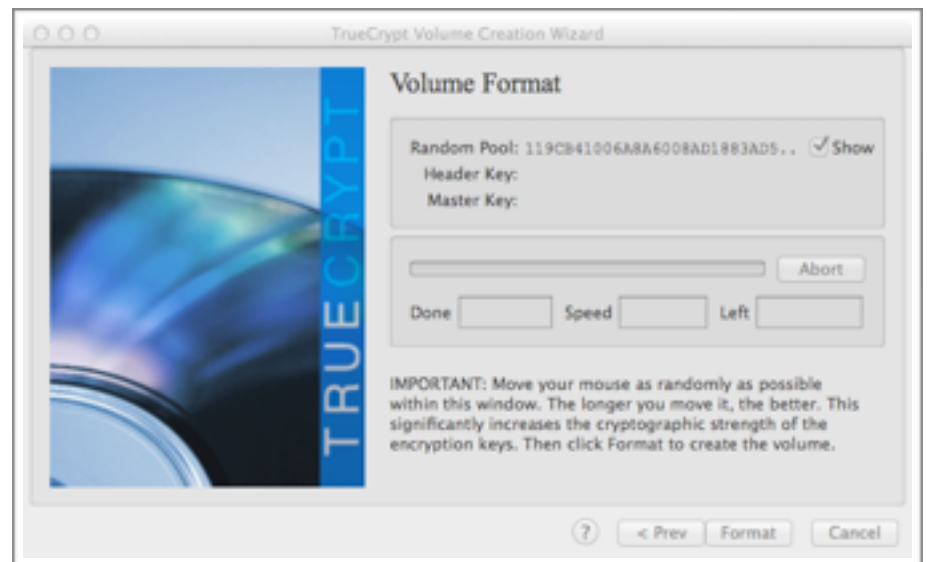 TrueCrypt Volume Creation Wizard
TRUECRYPT
Volume Format
Random Pool: 119CB41006A8A6008AD1883AD5.. Show
Header Key:
Master Key:
Abort
Done Speed Left
IMPORTANT: Move your mouse as randomly as possible
within this window. The longer you move it, the better. This
significantly increases the cryptographic strength of the
encryption keys. Then click Format to create the volume.
? < Prev Format Cancel